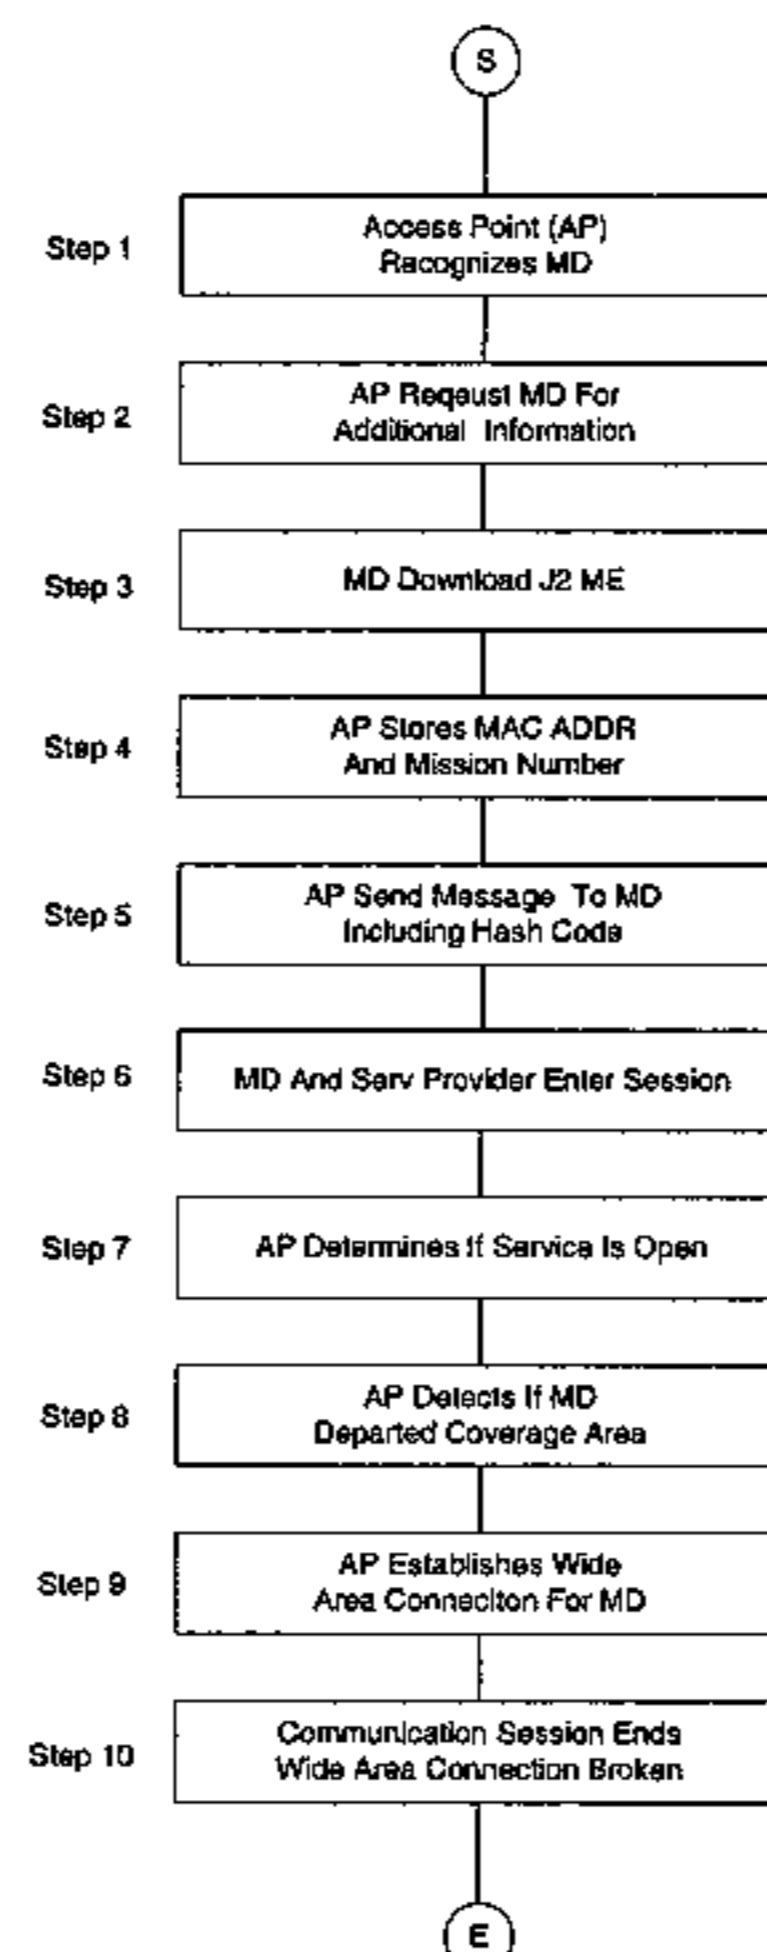 S
Step 1
Access Point (AP)
Recognizes MD
Step 2
AP Reqeust MD For
Additional Information
Step 3
MD Download J2 ME
Step 4
AP Stores MAC ADDR
And Mission Number
Step 5
AP Send Message To MD
Including Hash Code
Step 6
MD And Serv Provider Enter Session
Step 7
AP Determines If Service Is Open
Step 8
AP Detects If MD
Departed Coverage Area
Step 9
AP Establishes Wide
Area Conneciton For MD
Step 10
Communication Session Ends
Wide Area Connection Broken
E